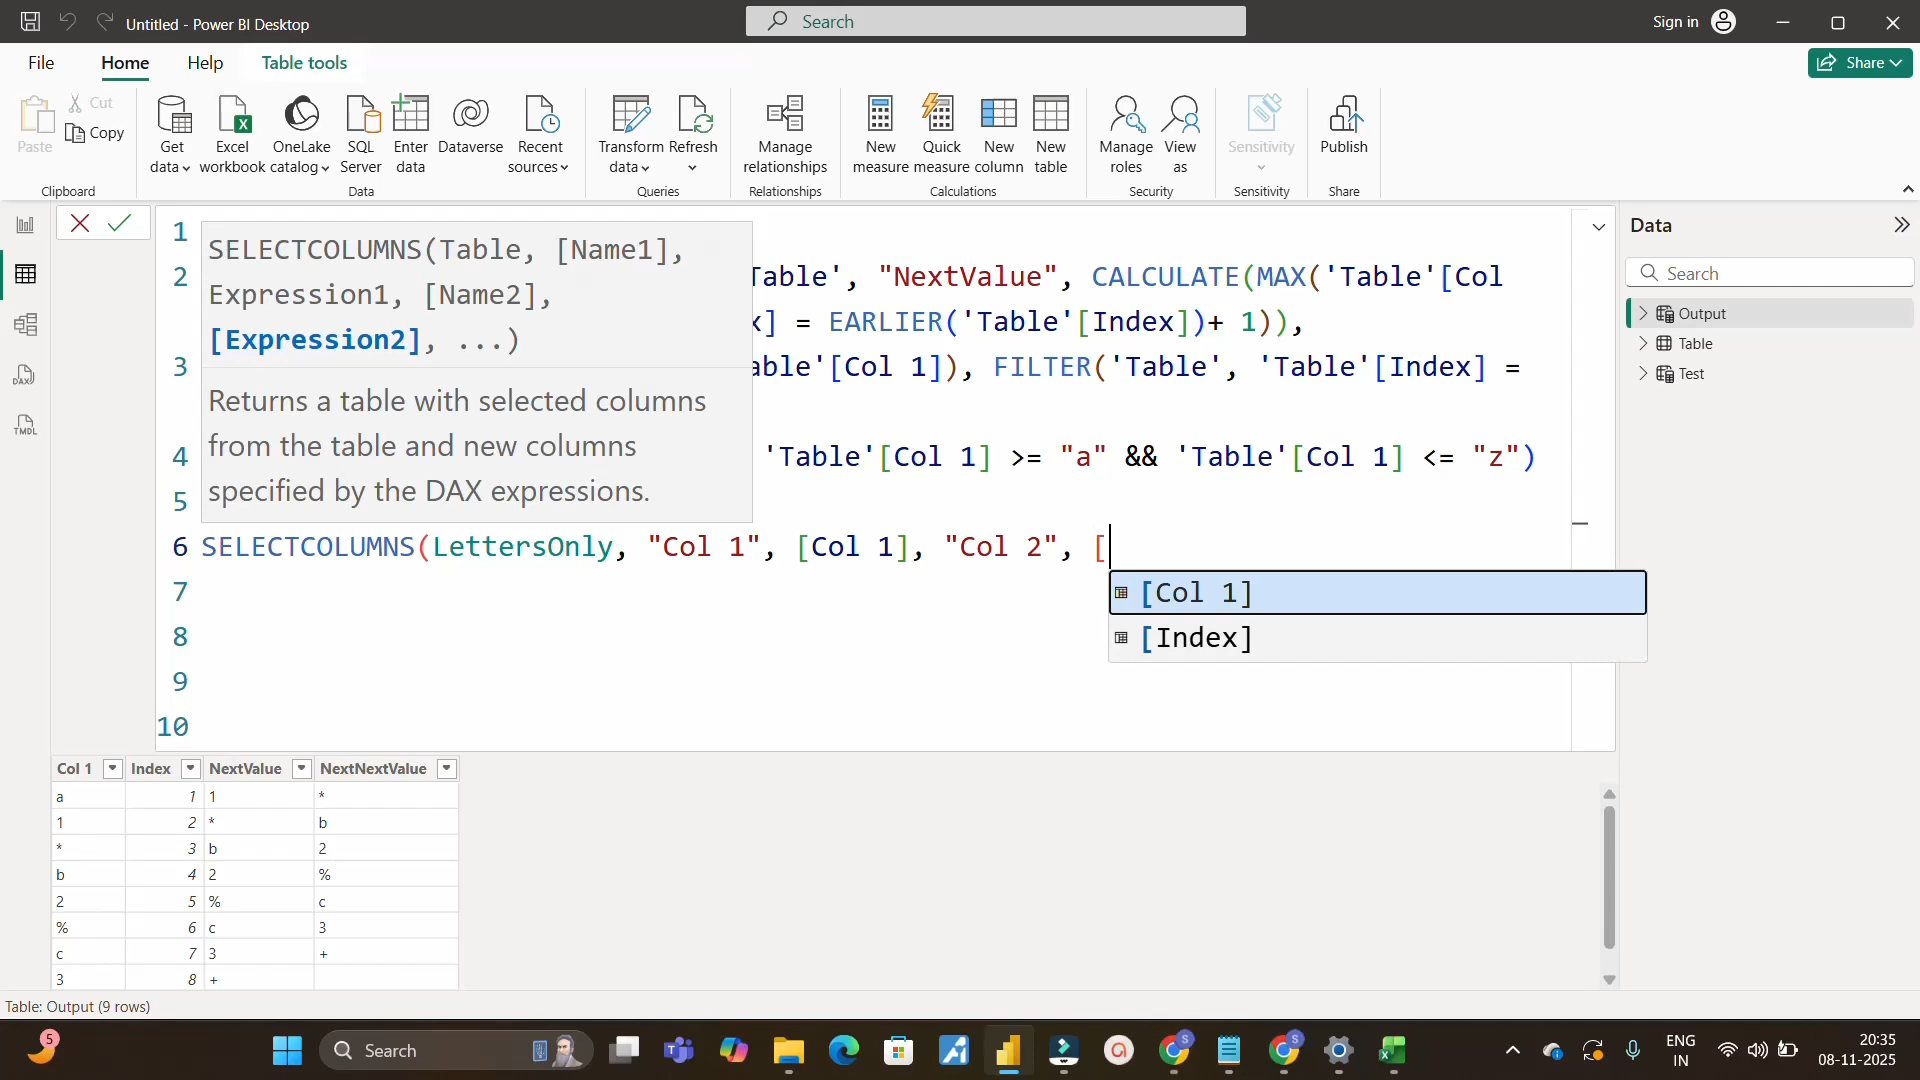 Untitled - Power BI Desktop
Search
Sign in
File
Home
Help
Table tools
Share
Paste
Cut
Copy
Clipboard
Get data
Excel workbook
OneLake catalog
SQL Server
Enter data
Dataverse
Recent sources
Data
Transform data
Refresh
Queries
Manage relationships
Relationships
New measure
Quick measure
New column
New table
Calculations
Manage roles
View as
Security
Sensitivity
Sensitivity
Publish
Share
1
SELECTCOLUMNS(Table, [Name1],
Expression1, [Name2],
[Expression2], ...)
Returns a table with selected columns
from the table and new columns
specified by the DAX expressions.
2 Table', "NextValue", CALCULATE(MAX('Table'[Col
x] = EARLIER('Table'[Index])+ 1)),
3 able'[Col 1]), FILTER('Table', 'Table'[Index] =
4 'Table'[Col 1] >= "a" && 'Table'[Col 1] <= "z")
5
6 SELECTCOLUMNS(LettersOnly, "Col 1", [Col 1], "Col 2", [
[Col 1]
[Index]
7
8
9
10
Data
Search
Output
Table
Test
Col 1 Index NextValue NextNextValue
a 1 1 *
1 2 * b
* 3 b 2
b 4 2 %
2 5 % c
% 6 c 3
c 7 3 +
3 8 +
Table: Output (9 rows)
5
Search
ENG
IN
20:35
08-11-2025